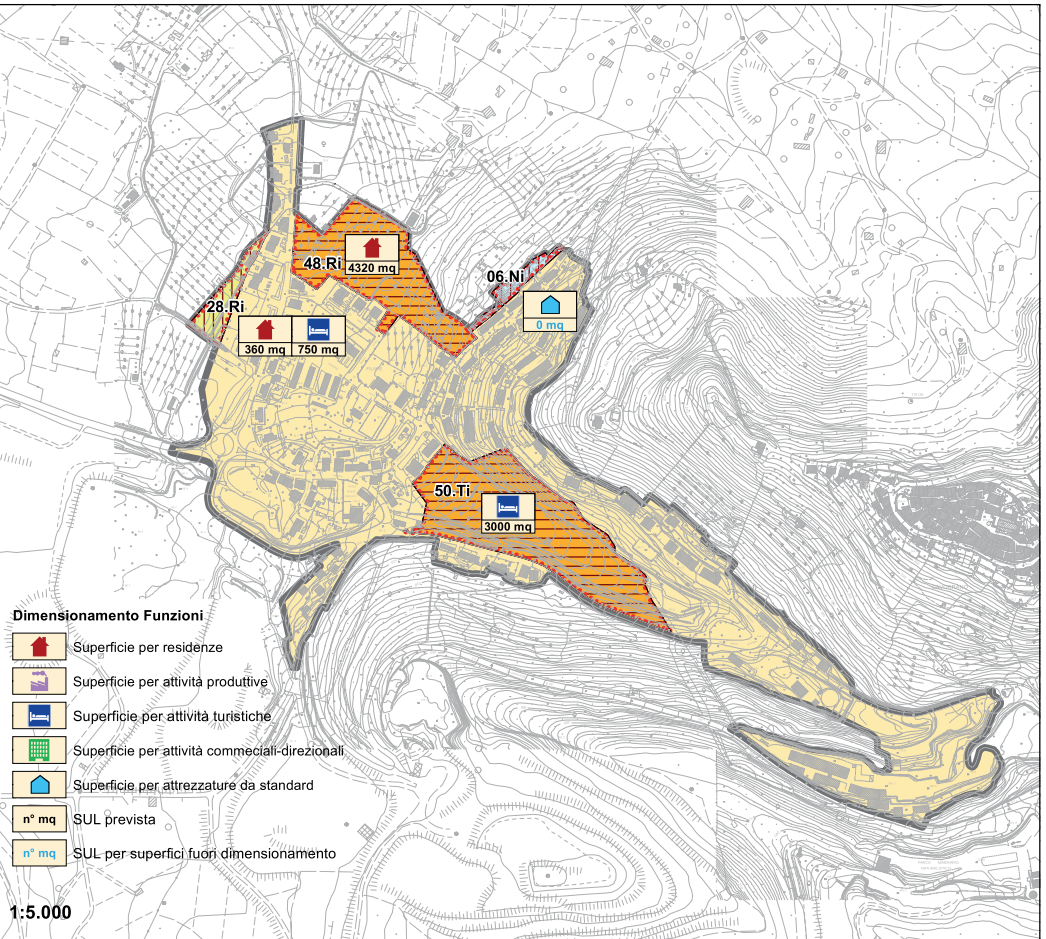 48.Ri
4320 mq
06.Ni
0 mq
28.Ri
360 mq
750 mq
50.Ti
3000 mq
Dimensionamento Funzioni
Superficie per residenze
Superficie per attività produttive
Superficie per attività turistiche
Superficie per attività commeciali-direzionali
Superficie per attrezzature da standard
n° mq SUL prevista
n° mq SUL per superfici fuori dimensionamento
1:5.000